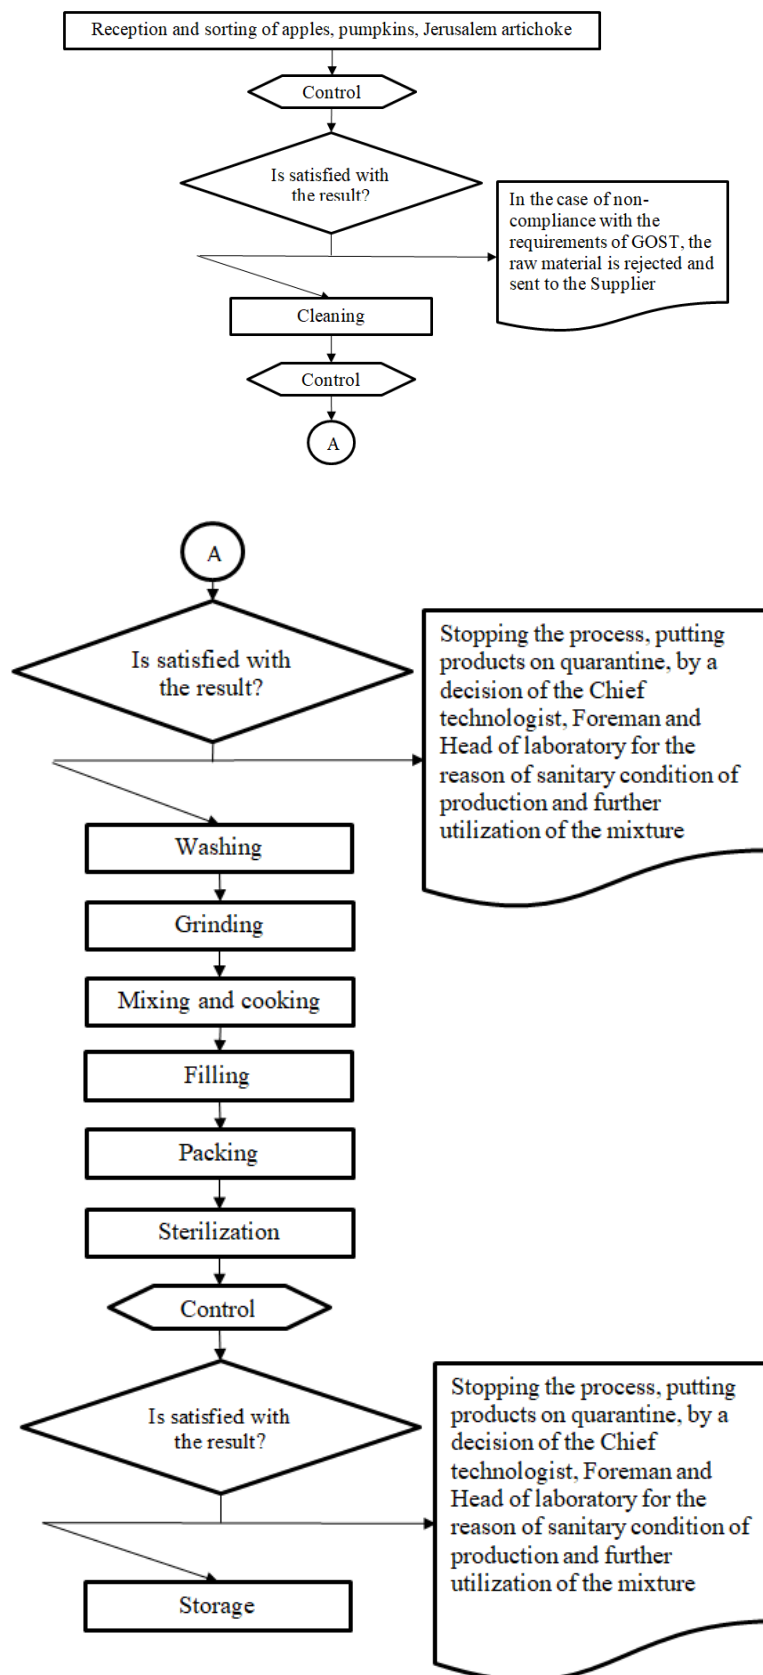 Reception and sorting of apples, pumpkins, Jerusalem artichoke
Control
Is satisfied with
the result?
In the case of non-
compliance with the
requirements of GOST, the
raw material is rejected and
sent to the Supplier
Cleaning
Control
A
A
Is satisfied with
the result?
Stopping the process, putting
products on quarantine, by a
decision of the Chief
technologist, Foreman and
Head of laboratory for the
reason of sanitary condition of
production and further
utilization of the mixture
Washing
Grinding
Mixing and cooking
Filling
Packing
Sterilization
Control
Is satisfied with
the result?
Stopping the process, putting
products on quarantine, by a
decision of the Chief
technologist, Foreman and
Head of laboratory for the
reason of sanitary condition of
production and further
utilization of the mixture
Storage